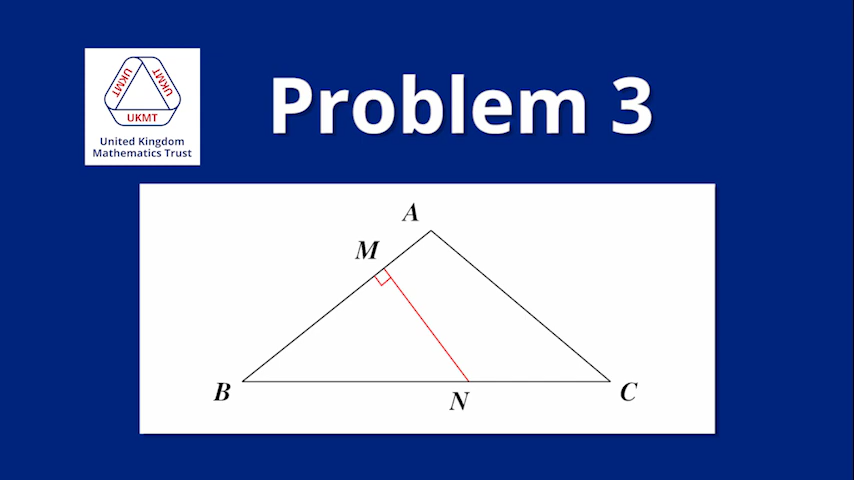 UKMT
UKMT
UKMT
United Kingdom
Mathematics Trust
Problem 3
A
M
B
N
C